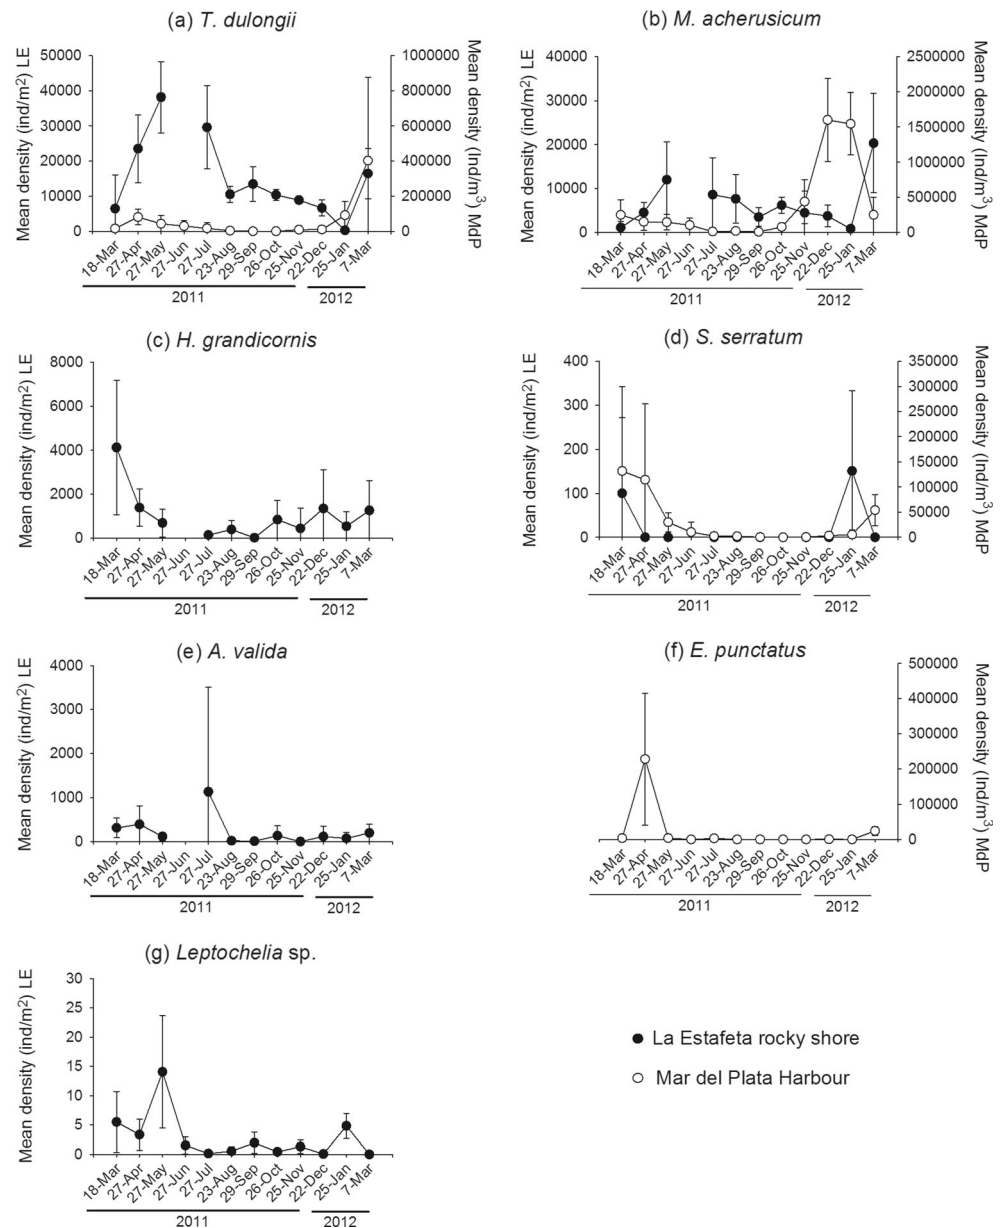 (a) T. dulongii
Mean density (ind/m²) LE
50000
40000
30000
20000
10000
0
1000000
800000
600000
400000
200000
0
Mean density (Ind/m³) MdP
18-Mar
27-Apr
27-May
27-Jun
27-Jul
23-Aug
29-Sep
26-Oct
25-Nov
22-Dec
25-Jan
7-Mar
2011
2012
(b) M. acherusicum
Mean density (ind/m²) LE
40000
30000
20000
10000
0
2500000
2000000
1500000
1000000
500000
0
Mean density (Ind/m³) MdP
18-Mar
27-Apr
27-May
27-Jun
27-Jul
23-Aug
29-Sep
26-Oct
25-Nov
22-Dec
25-Jan
7-Mar
2011
2012
(c) H. grandicornis
Mean density (ind/m²) LE
8000
6000
4000
2000
0
18-Mar
27-Apr
27-May
27-Jun
27-Jul
23-Aug
29-Sep
26-Oct
25-Nov
22-Dec
25-Jan
7-Mar
2011
2012
(d) S. serratum
Mean density (ind/m²) LE
400
300
200
100
0
350000
300000
250000
200000
150000
100000
50000
0
Mean density (Ind/m³) MdP
18-Mar
27-Apr
27-May
27-Jun
27-Jul
23-Aug
29-Sep
26-Oct
25-Nov
22-Dec
25-Jan
7-Mar
2011
2012
(e) A. valida
Mean density (ind/m²) LE
4000
3000
2000
1000
0
18-Mar
27-Apr
27-May
27-Jun
27-Jul
23-Aug
29-Sep
26-Oct
25-Nov
22-Dec
25-Jan
7-Mar
2011
2012
(f) E. punctatus
500000
400000
300000
200000
100000
0
Mean density (Ind/m³) MdP
18-Mar
27-Apr
27-May
27-Jun
27-Jul
23-Aug
29-Sep
26-Oct
25-Nov
22-Dec
25-Jan
7-Mar
2011
2012
(g) Leptochelia sp.
Mean density (ind/m²) LE
30
25
20
15
10
5
0
18-Mar
27-Apr
27-May
27-Jun
27-Jul
23-Aug
29-Sep
26-Oct
25-Nov
22-Dec
25-Jan
7-Mar
2011
2012
La Estafeta rocky shore
Mar del Plata Harbour